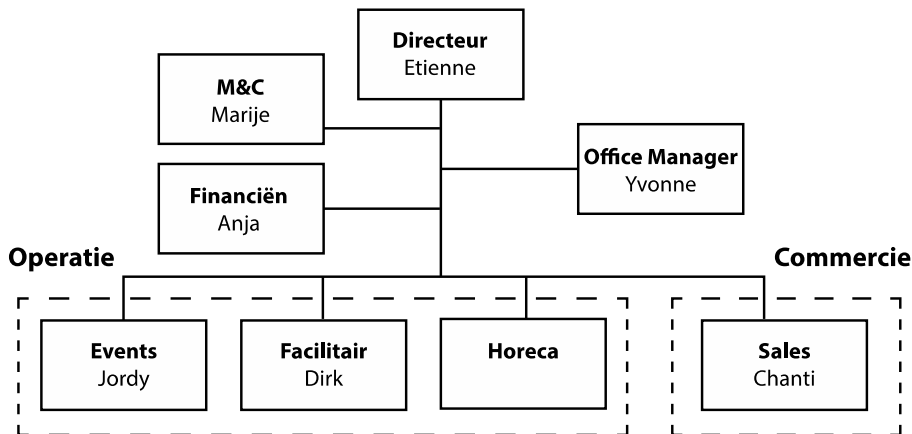 Directeur
Etienne
M&C
Marije
Office Manager
Yvonne
Financiën
Anja
Operatie
Commercie
Events
Jordy
Facilitair
Dirk
Horeca
Sales
Chanti